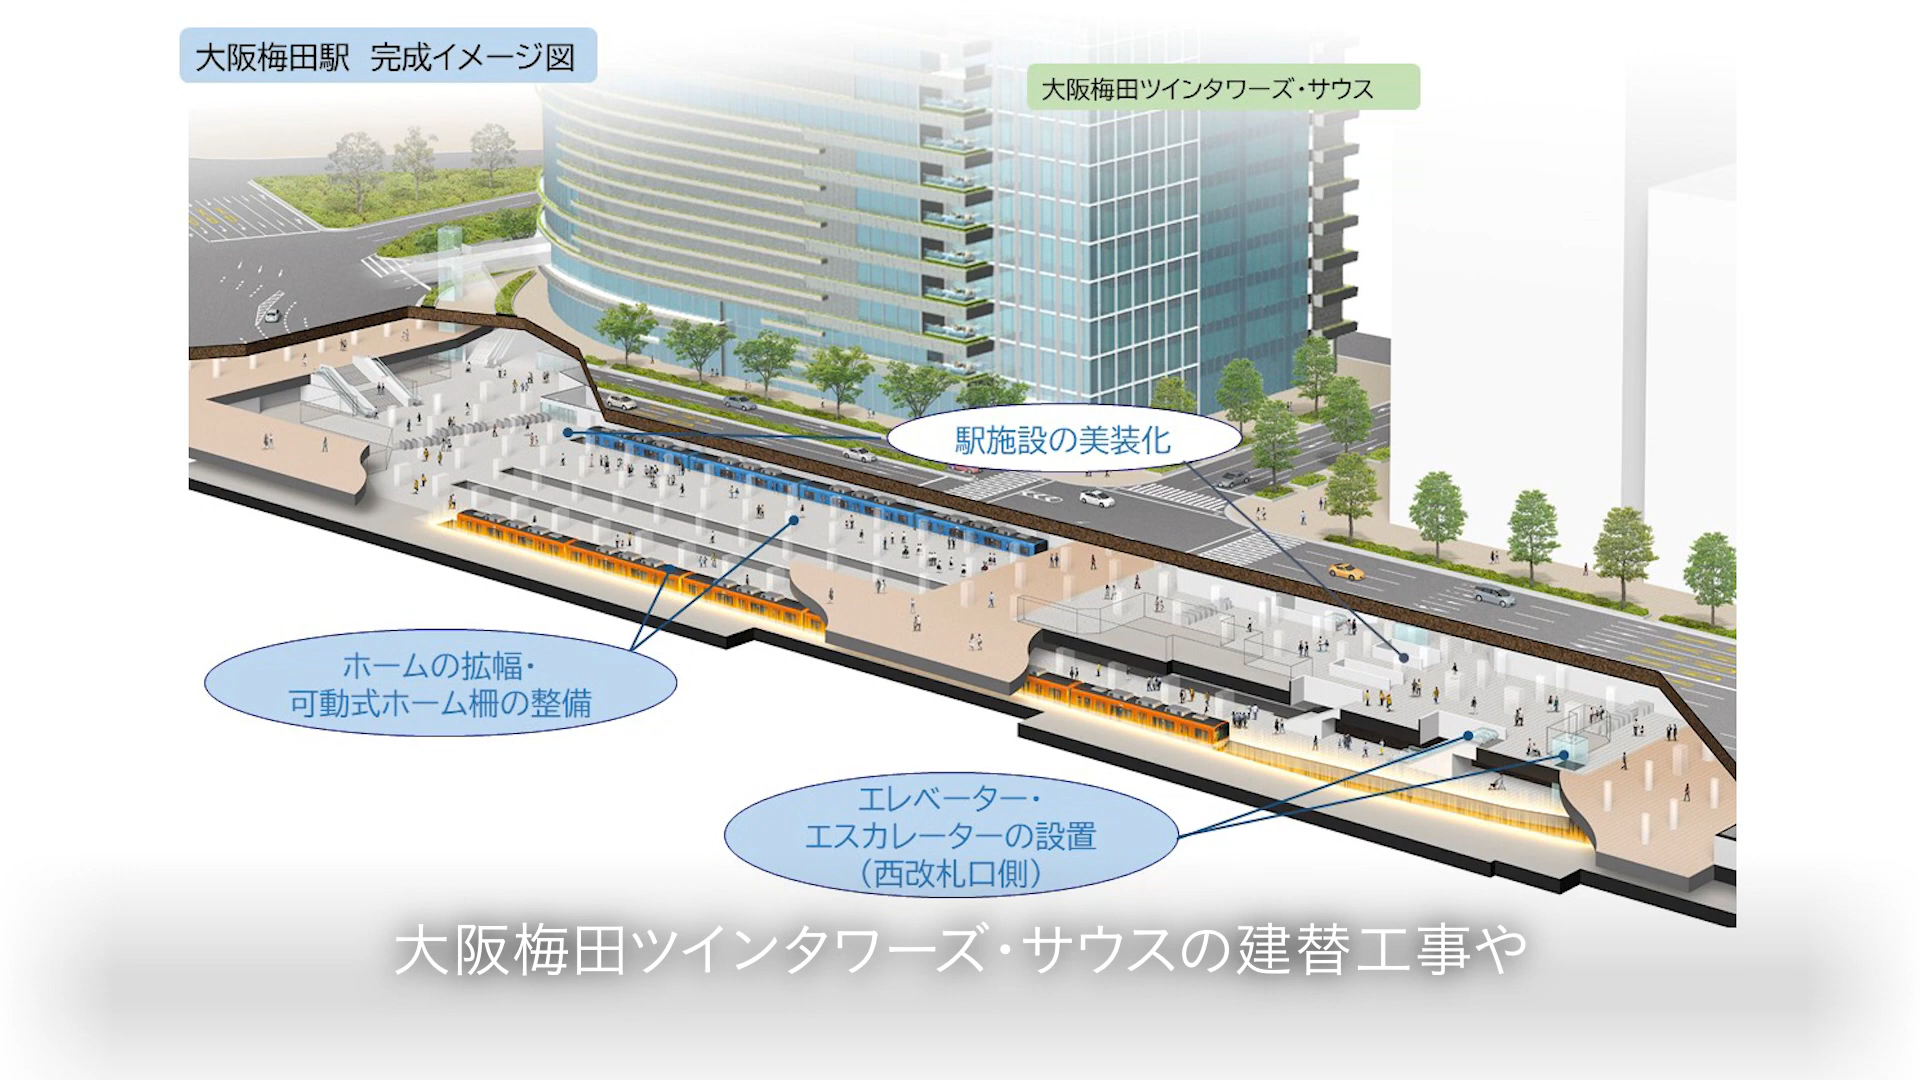 大阪梅田駅　完成イメージ図
大阪梅田ツインタワーズ・サウス
駅施設の美装化
ホームの拡幅・
可動式ホーム柵の整備
エレベーター・
エスカレーターの設置
（西改札口側）
大阪梅田ツインタワーズ・サウスの建替工事や